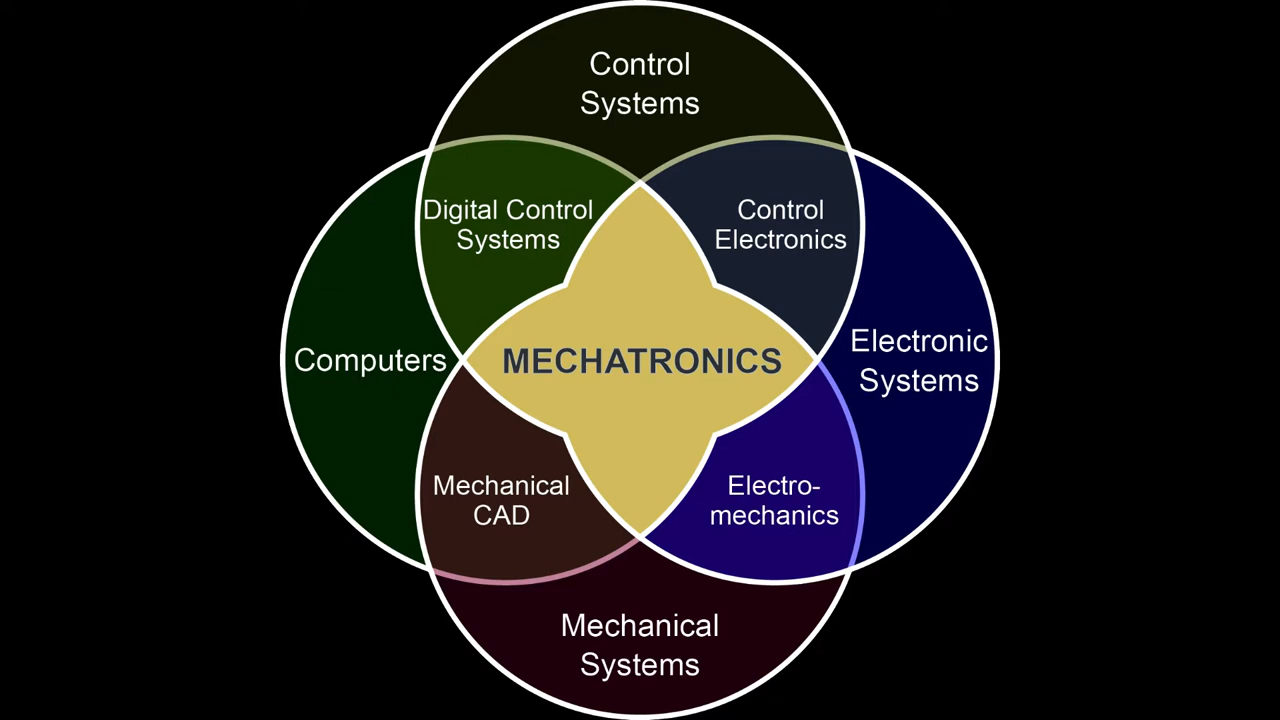 Control
Systems
Digital Control
Systems
Control
Electronics
Computers
MECHATRONICS
Electronic
Systems
Mechanical
CAD
Electro-
mechanics
Mechanical
Systems